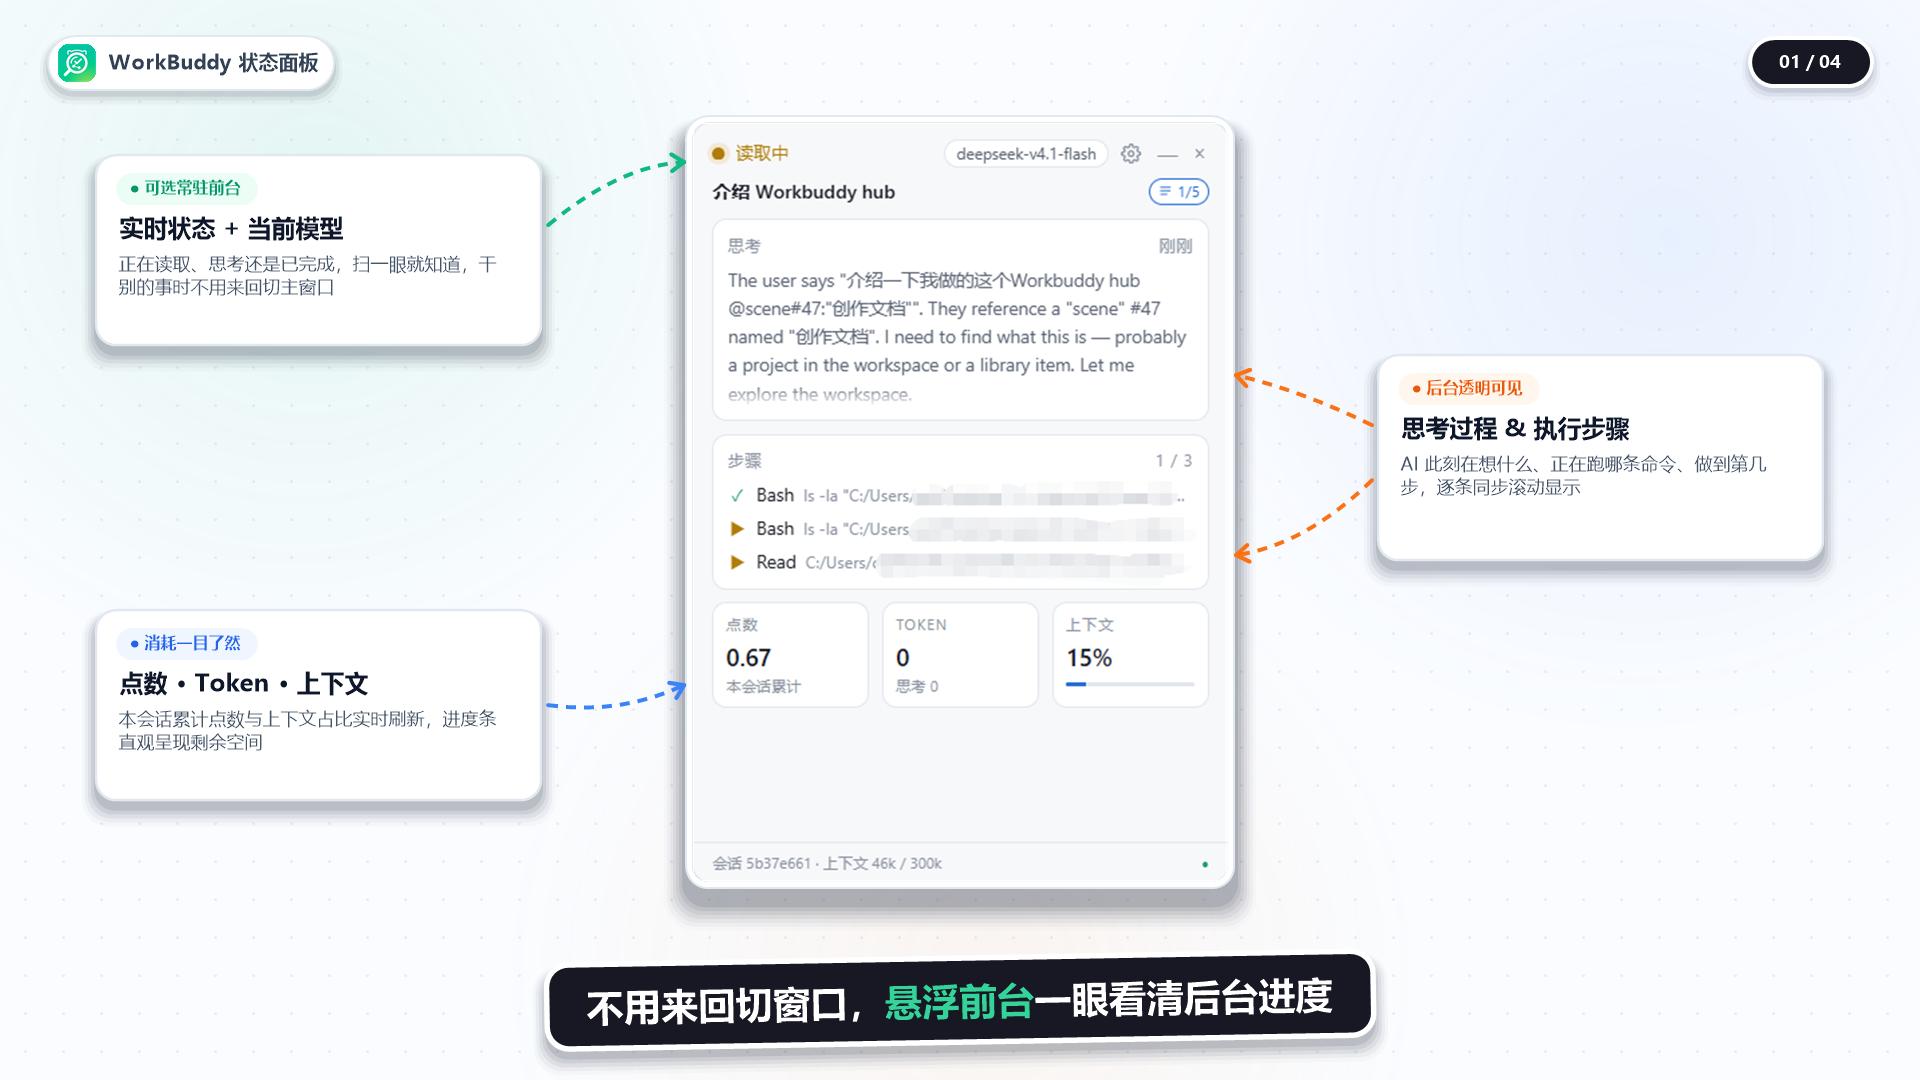 WorkBuddy 状态面板
01 / 04
可选常驻前台
实时状态 + 当前模型
正在读取、思考还是已完成，扫一眼就知道，干
别的事时不用来回切主窗口
消耗一目了然
点数 • Token • 上下文
本会话累计点数与上下文占比实时刷新，进度条
直观呈现剩余空间
读取中
deepseek-v4.1-flash
介绍 Workbuddy hub
1/5
思考
刚刚
The user says "介绍一下我做的这个Workbuddy hub
@scene#47:"创作文档"". They reference a "scene" #47
named "创作文档". I need to find what this is — probably
a project in the workspace or a library item. Let me
explore the workspace.
步骤
1 / 3
Bash ls -la "C:/Users/
Bash ls -la "C:/Users
Read C:/Users/
点数
0.67
本会话累计
TOKEN
0
思考 0
上下文
15%
会话 5b37e661 · 上下文 46k / 300k
后台透明可见
思考过程 & 执行步骤
AI 此刻在想什么、正在跑哪条命令、做到第几
步，逐条同步滚动显示
不用来回切窗口，悬浮前台一眼看清后台进度